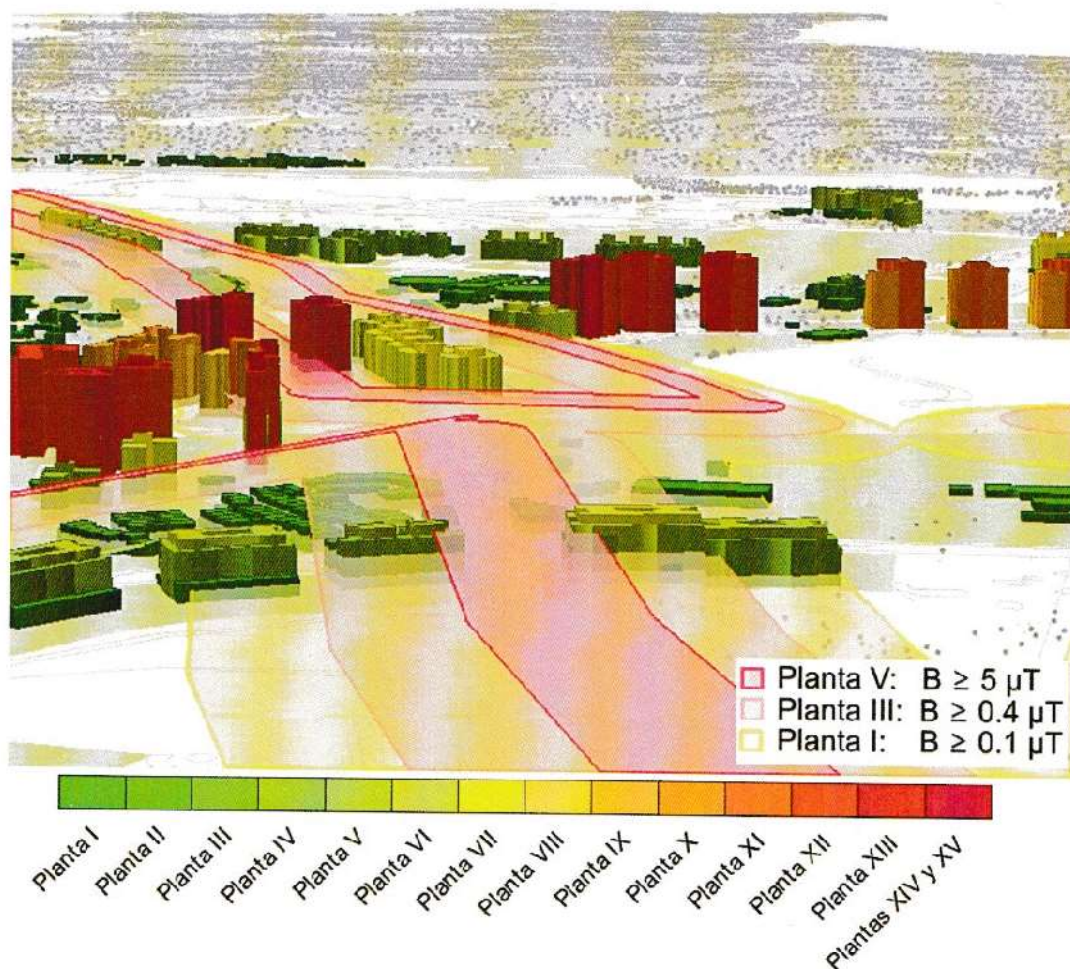 Planta V: B ≥ 5 µT
Planta III: B ≥ 0.4 µT
Planta I: B ≥ 0.1 µT
Planta I
Planta II
Planta III
Planta IV
Planta V
Planta VI
Planta VII
Planta VIII
Planta IX
Planta X
Planta XI
Planta XII
Planta XIII
Plantas XIV y XV